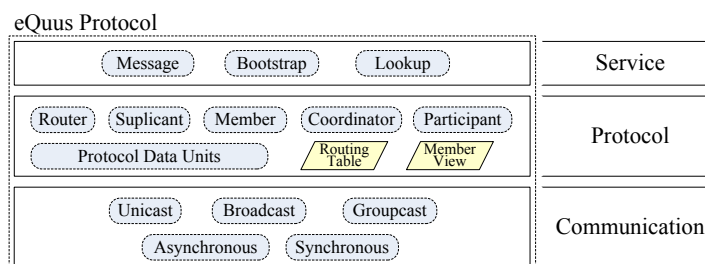 eQuus Protocol
Message Bootstrap Lookup Service
Router Suplicant Member Coordinator Participant
Protocol
Protocol Data Units Routing Table Member View
Unicast Broadcast Groupcast
Communication
Asynchronous Synchronous